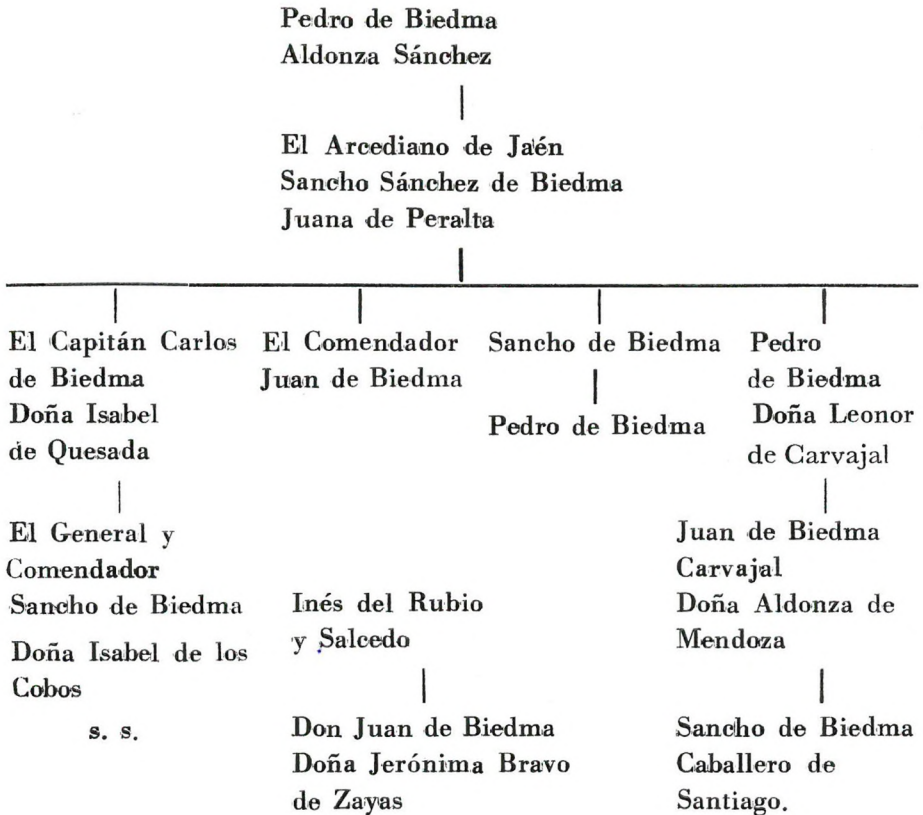 Pedro de Biedma
Aldonza Sánchez
El Arcediano de Jaén
Sancho Sánchez de Biedma
Juana de Peralta
El Capitán Carlos
de Biedma
Doña Isabel
de Quesada
El General y
Comendador
Sancho de Biedma
Doña Isabel de los
Cobos
s. s.
El Comendador
Juan de Biedma
Inés del Rubio
y Salcedo
Don Juan de Biedma
Doña Jerónima Bravo
de Zayas
Sancho de Biedma
Pedro de Biedma
Pedro
de Biedma
Doña Leonor
de Carvajal
Juan de Biedma
Carvajal
Doña Aldonza de
Mendoza
Sancho de Biedma
Caballero de
Santiago.